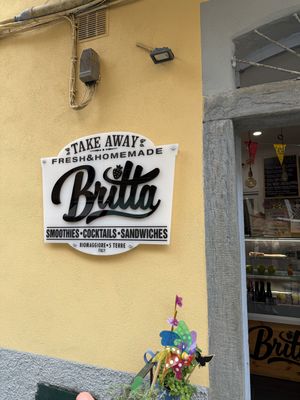 TAKE AWAY
FRESH&HOMEMADE
Britta
SMOOTHIES•COCKTAILS•SANDWICHES
RIOMAGGIORE•5 TERRE
ITALY
Britta